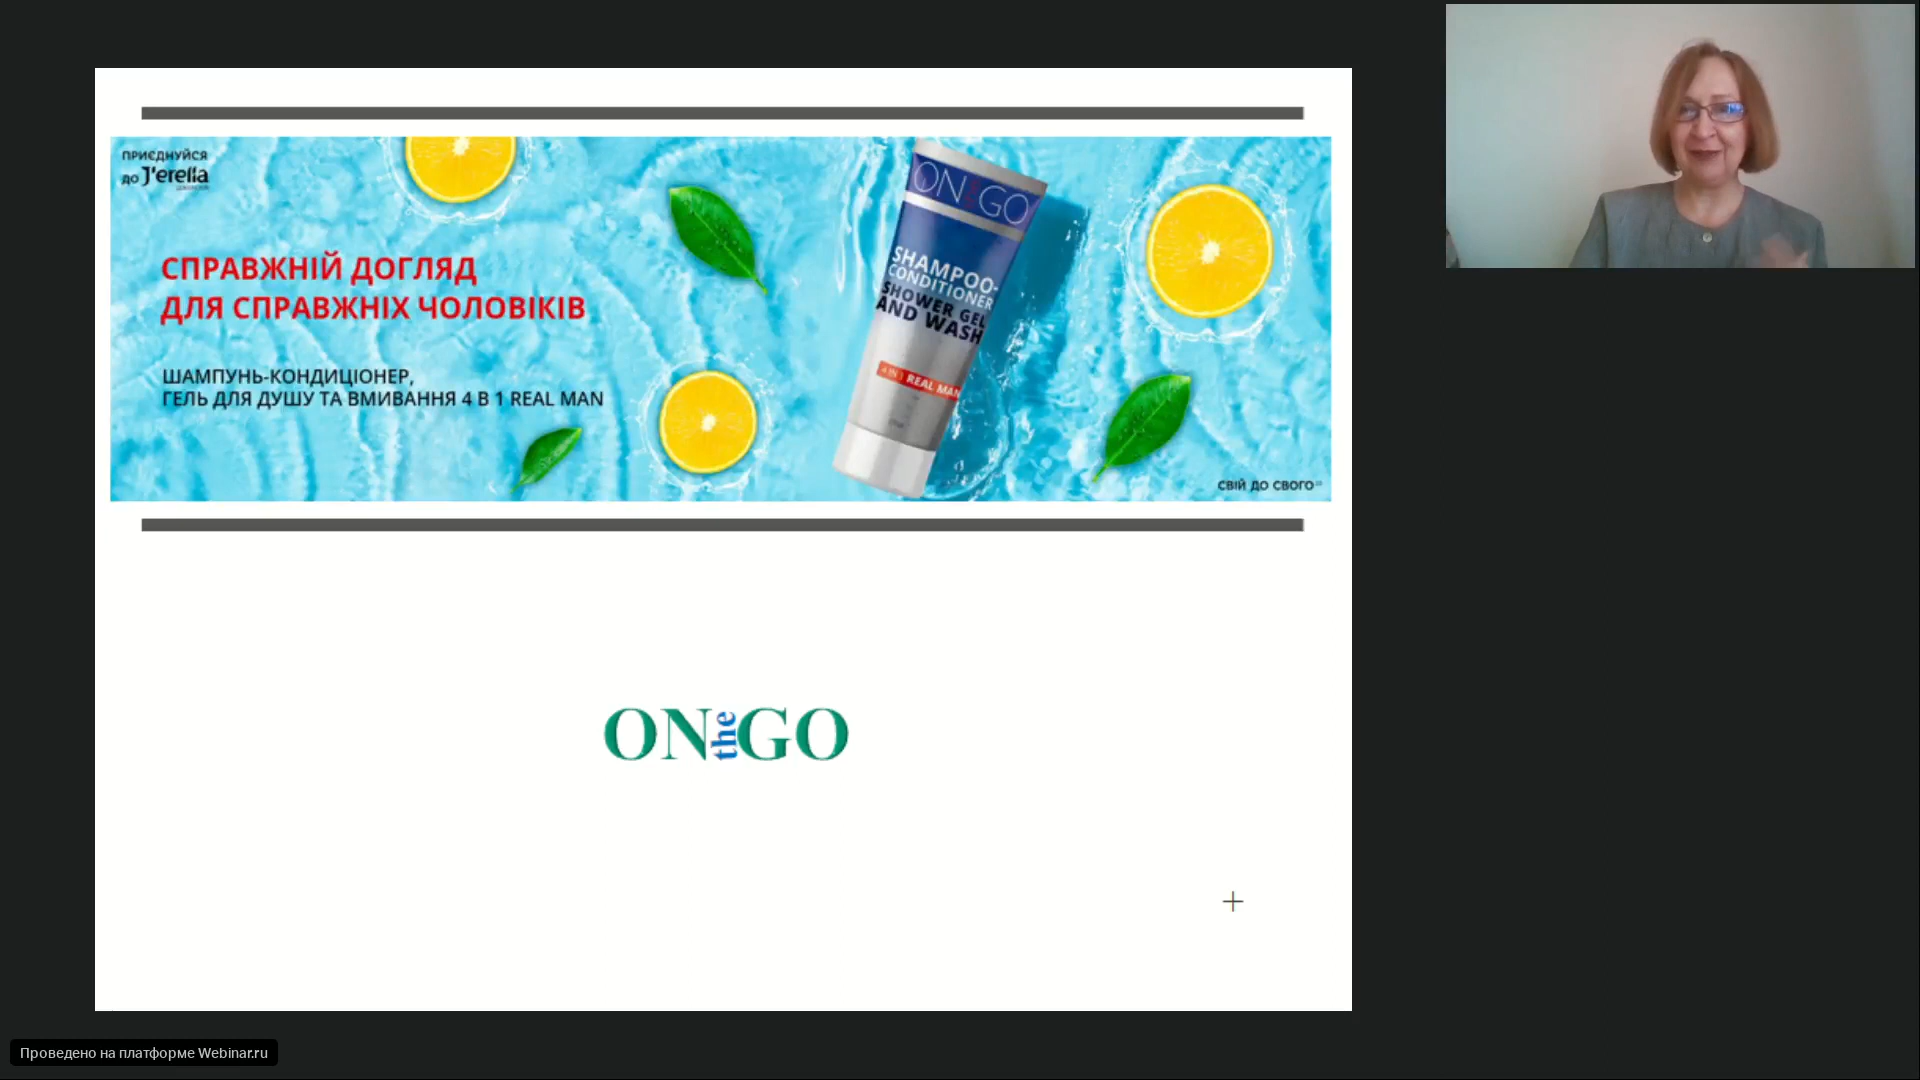 ПРИЄДНУЙСЯ
ДО J'erelia
СПРАВЖНІЙ ДОГЛЯД
ДЛЯ СПРАВЖНІХ ЧОЛОВІКІВ
ШАМПУНЬ-КОНДИЦІОНЕР,
ГЕЛЬ ДЛЯ ДУШУ ТА ВМИВАННЯ 4 В 1 REAL MAN
ON THE GO
SHAMPOO-
CONDITIONER
SHOWER GEL
AND WASH
4 IN 1 REAL MAN
СВІЙ ДО СВОГО
ON the GO
Проведено на платформе Webinar.ru